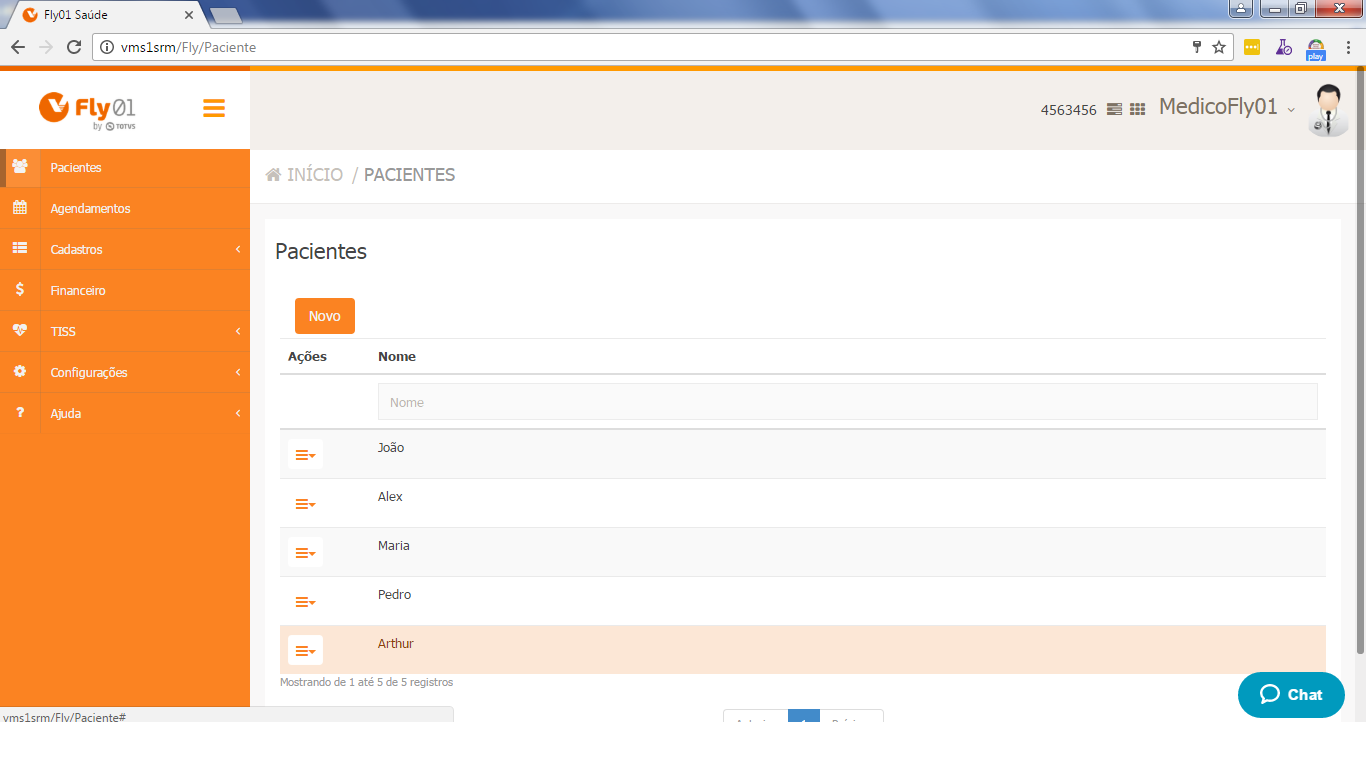 Fly01 Saúde
vms1srm/Fly/Paciente
play
Fly01
by TOTVS
4563456
MedicoFly01
Pacientes
Agendamentos
Cadastros
Financeiro
TISS
Configurações
Ajuda
INÍCIO / PACIENTES
Pacientes
Novo
Ações Nome
Nome
João
Alex
Maria
Pedro
Arthur
Mostrando de 1 até 5 de 5 registros
Chat
vms1srm/Fly/Paciente#